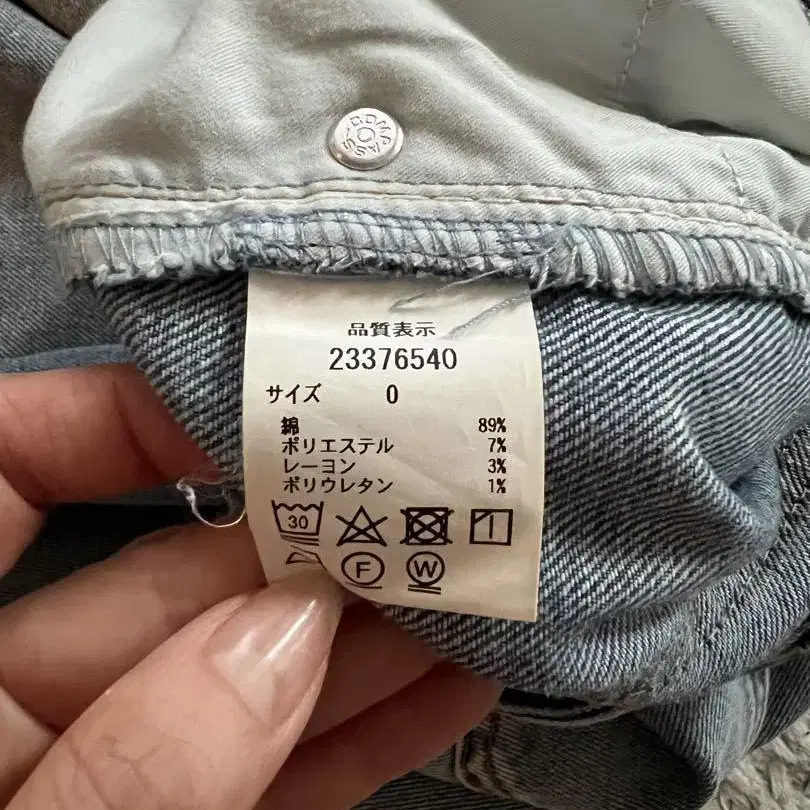 COMPASS
品質表示
23376540
サイズ 0
綿 89%
ポリエステル 7%
レーヨン 3%
ポリウレタン 1%
30
F W